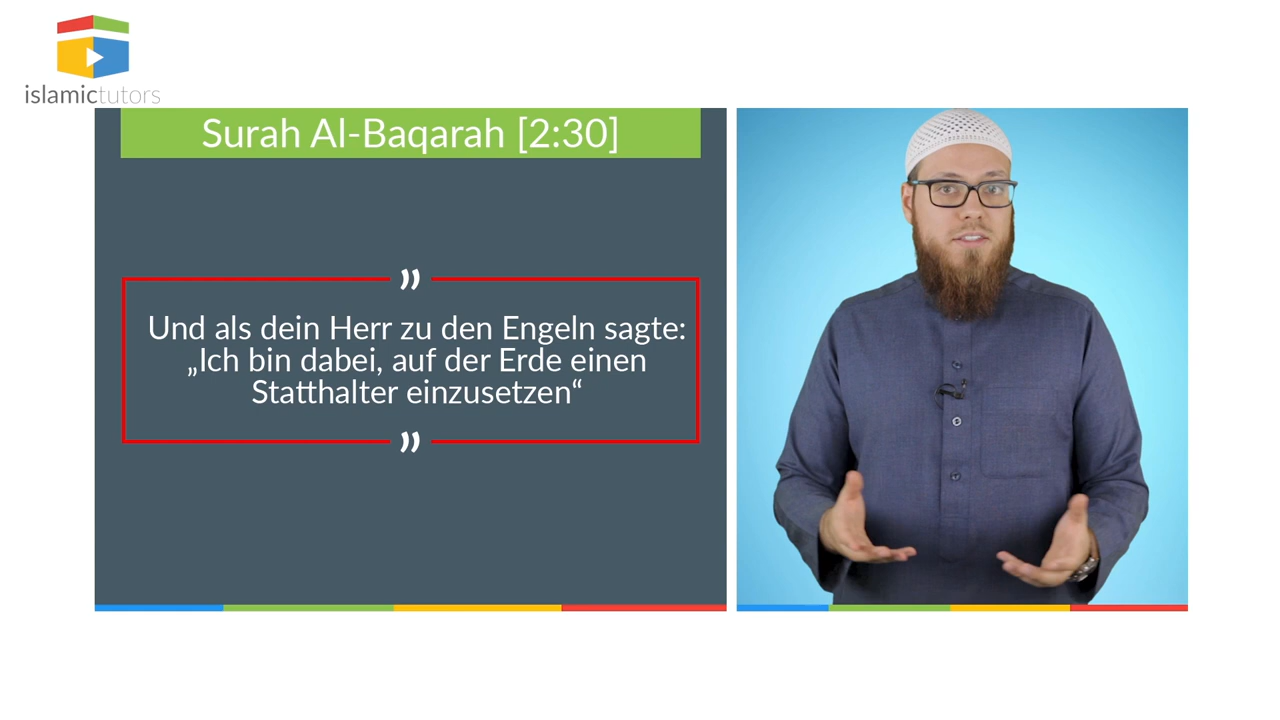 islamictutors
Surah Al-Baqarah [2:30]
”
Und als dein Herr zu den Engeln sagte:
„Ich bin dabei, auf der Erde einen
Statthalter einzusetzen“
”